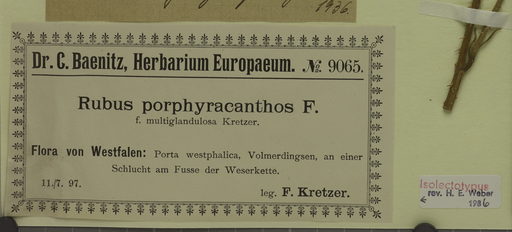 1936.
Dr. C. Baenitz, Herbarium Europaeum. No. 9065.
Rubus porphyracanthos F.
f. multiglandulosa Kretzer.
Flora von Westfalen: Porta westphalica, Volmerdingsen, an einer
Schlucht am Fusse der Weserkette.
11./7. 97.
leg. F. Kretzer.
Isolectotypus
rev. H. E. Weber
1986